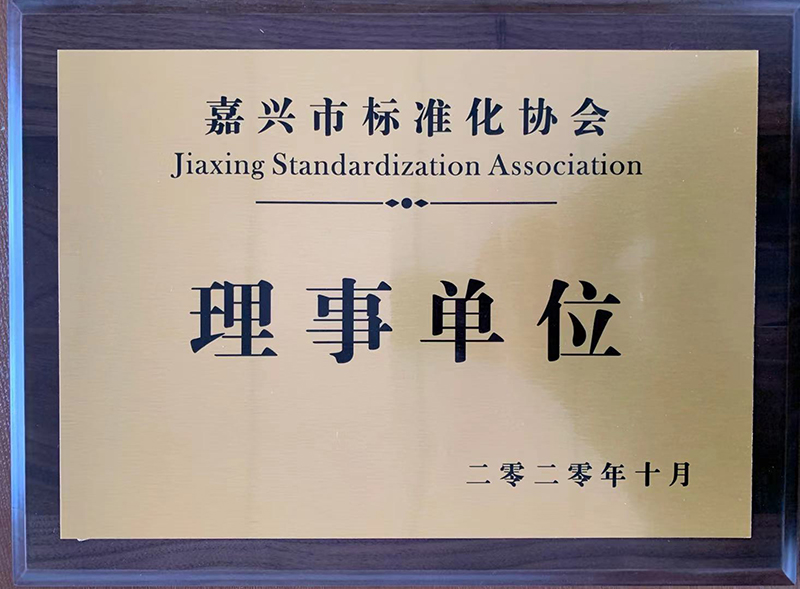 嘉兴市标准化协会
Jiaxing Standardization Association
理事单位
二零二零年十月